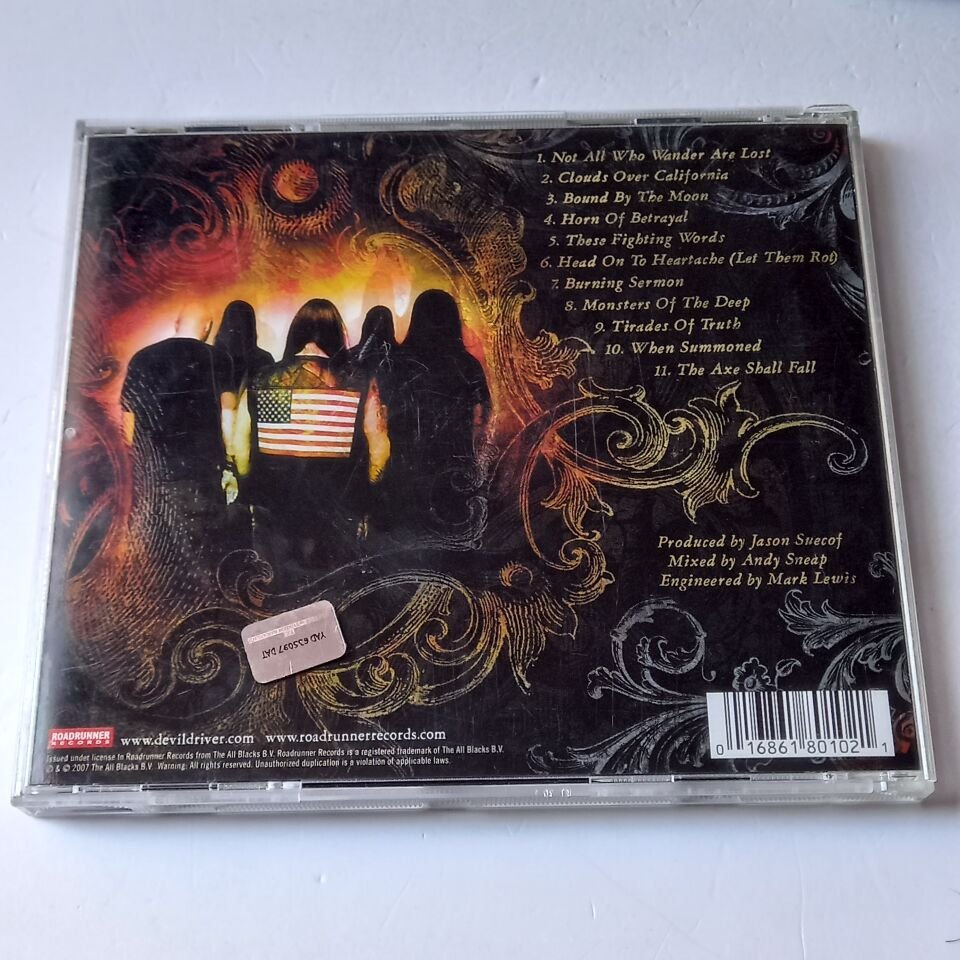 1. Not All Who Wander Are Lost
2. Clouds Over California
3. Bound By The Moon
4. Horn Of Betrayal
5. These Fighting Words
6. Head On To Heartache (Let Them Rot)
7. Burning Sermon
8. Monsters Of The Deep
9. Tirades Of Truth
10. When Summoned
11. The Axe Shall Fall
Produced by Jason Suecof
Mixed by Andy Sneap
Engineered by Mark Lewis
YAD 635097 DAT
ROADRUNNER
RECORDS
www.devildriver.com www.roadrunnerrecords.com
Issued under license to Roadrunner Records from The All Blacks B.V. Roadrunner Records is a registered trademark of The All Blacks B.V.
℗ & © 2007 The All Blacks B.V. Warning: All rights reserved. Unauthorized duplication is a violation of applicable laws.
0 16861 80102 1